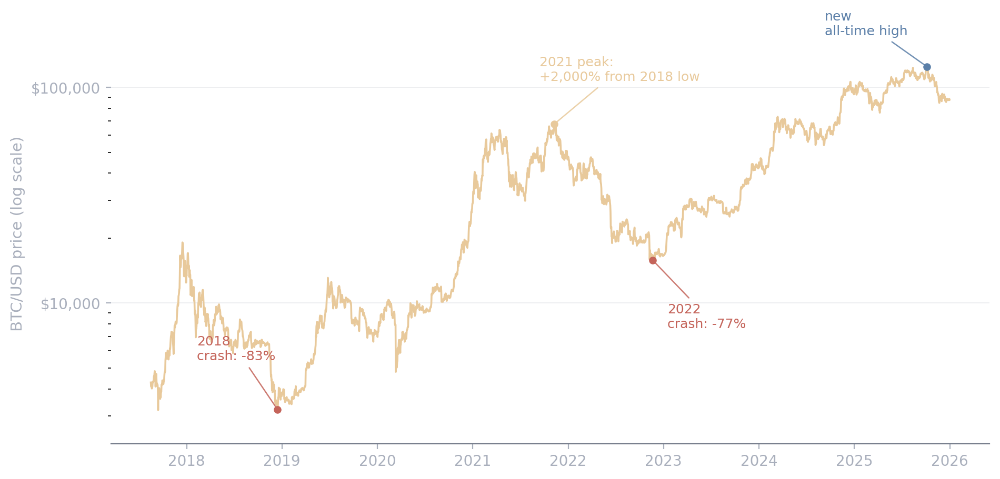 new
all-time high
2021 peak:
+2,000% from 2018 low
$100,000
BTC/USD price (log scale)
$10,000
2022
crash: -77%
2018
crash: -83%
2018
2019
2020
2021
2022
2023
2024
2025
2026